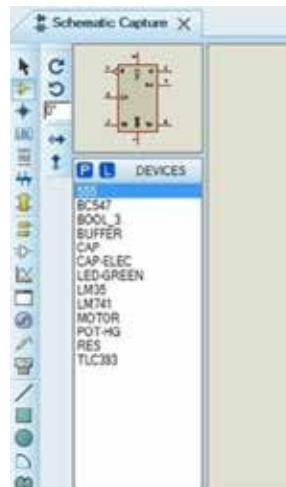 Schematic Capture X
LBL
P L DEVICES
555
BC547
BOOL_3
BUFFER
CAP
CAP-ELEC
LED-GREEN
LM35
LM741
MOTOR
POT-HG
RES
TLC393